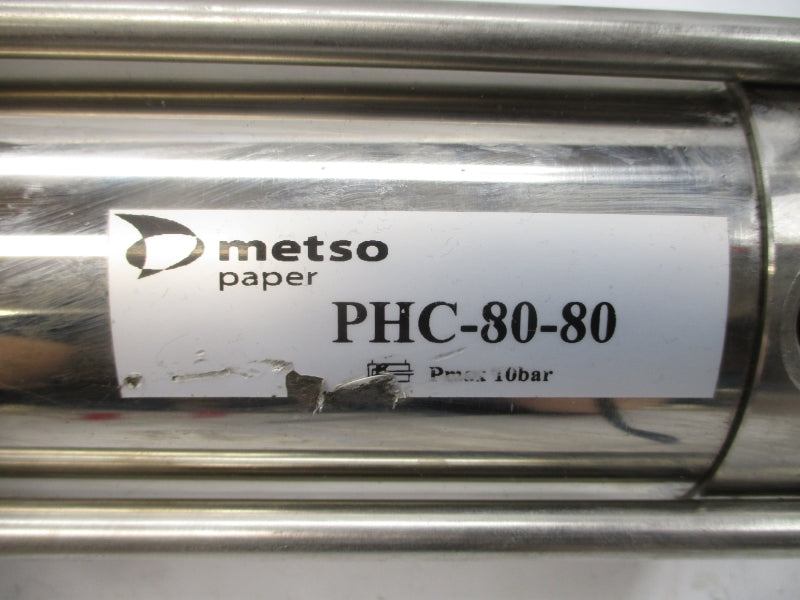 metso
paper
PHC-80-80
Pmax 10bar